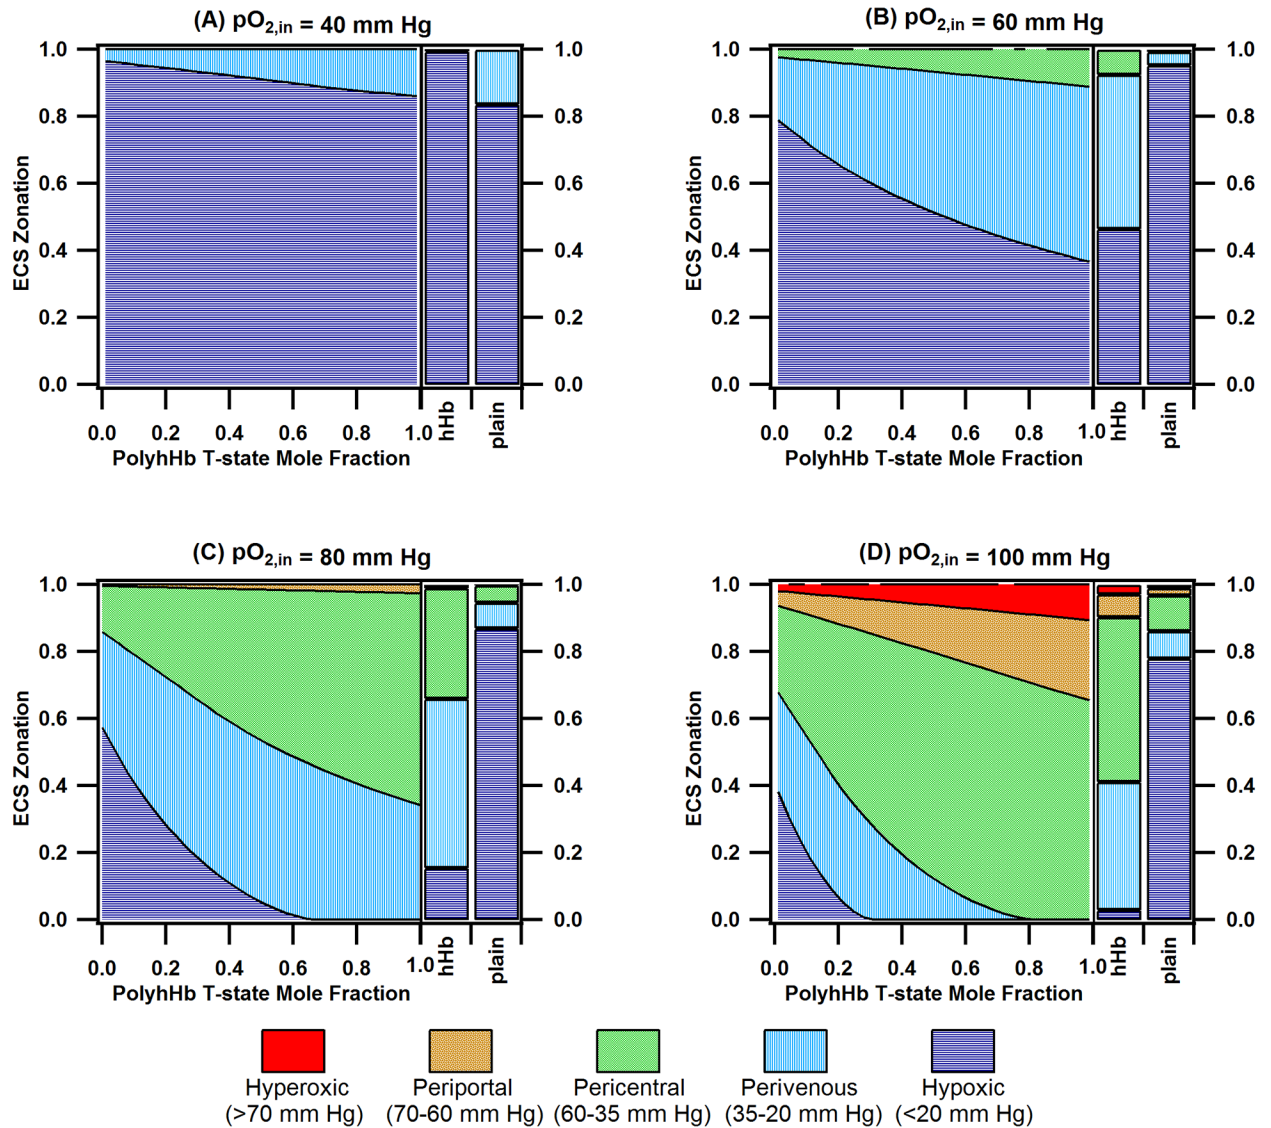 (A) pO2,in = 40 mm Hg
(B) pO2,in = 60 mm Hg
1.0 1.0 1.0 1.0
0.8 0.8 0.8 0.8
0.6 0.6 0.6 0.6
0.4 0.4 0.4 0.4
0.2 0.2 0.2 0.2
0.0 0.0 0.0 0.0
ECS Zonation
ECS Zonation
0.0 0.2 0.4 0.6 0.8 1.0 hHb plain
0.0 0.2 0.4 0.6 0.8 1.0 hHb plain
PolyhHb T-state Mole Fraction
PolyhHb T-state Mole Fraction
(C) pO2,in = 80 mm Hg
(D) pO2,in = 100 mm Hg
1.0 1.0 1.0 1.0
0.8 0.8 0.8 0.8
0.6 0.6 0.6 0.6
0.4 0.4 0.4 0.4
0.2 0.2 0.2 0.2
0.0 0.0 0.0 0.0
ECS Zonation
ECS Zonation
0.0 0.2 0.4 0.6 0.8 1.0 hHb plain
0.0 0.2 0.4 0.6 0.8 1.0 hHb plain
PolyhHb T-state Mole Fraction
PolyhHb T-state Mole Fraction
Hyperoxic Periportal Pericentral Perivenous Hypoxic
(>70 mm Hg) (70-60 mm Hg) (60-35 mm Hg) (35-20 mm Hg) (<20 mm Hg)